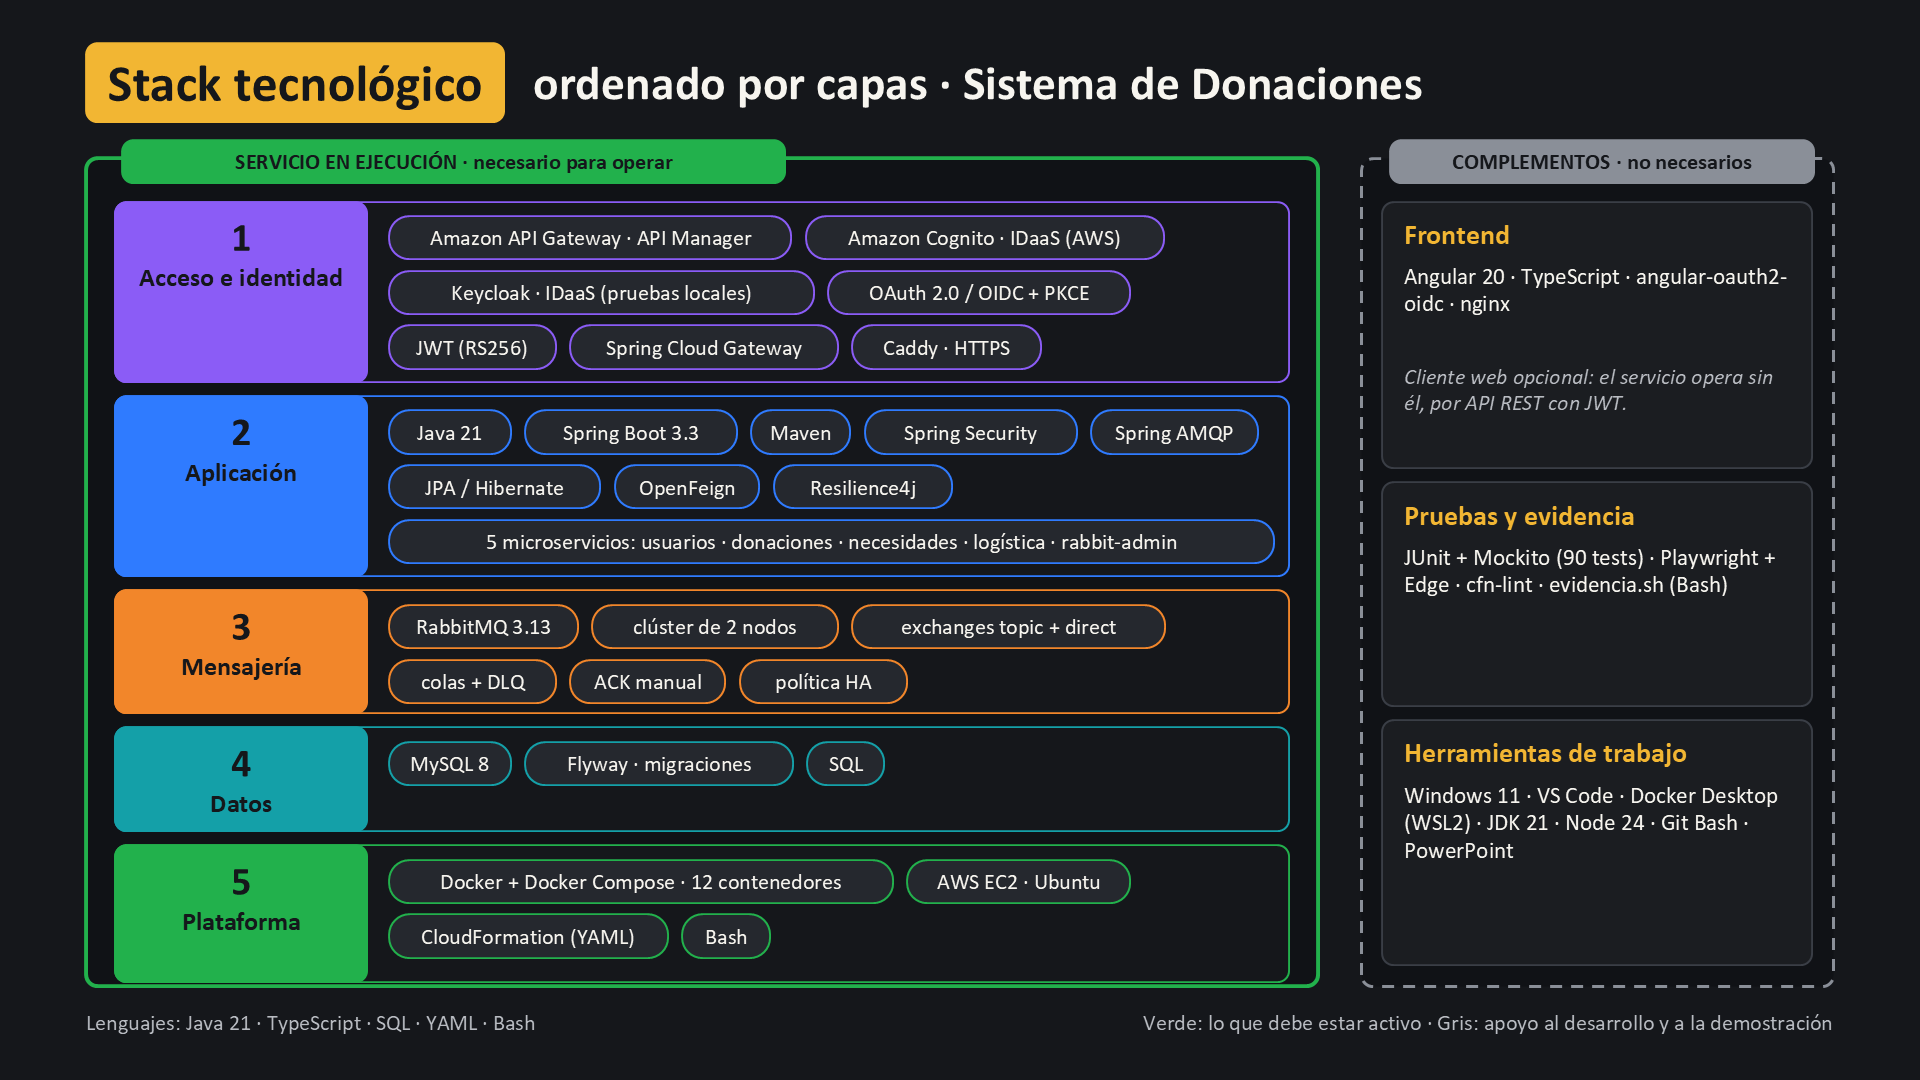 Stack tecnológico ordenado por capas · Sistema de Donaciones
SERVICIO EN EJECUCIÓN · necesario para operar
1
Acceso e identidad
Amazon API Gateway · API Manager
Amazon Cognito · IDaaS (AWS)
Keycloak · IDaaS (pruebas locales)
OAuth 2.0 / OIDC + PKCE
JWT (RS256)
Spring Cloud Gateway
Caddy · HTTPS
2
Aplicación
Java 21
Spring Boot 3.3
Maven
Spring Security
Spring AMQP
JPA / Hibernate
OpenFeign
Resilience4j
5 microservicios: usuarios · donaciones · necesidades · logística · rabbit-admin
3
Mensajería
RabbitMQ 3.13
clúster de 2 nodos
exchanges topic + direct
colas + DLQ
ACK manual
política HA
4
Datos
MySQL 8
Flyway · migraciones
SQL
5
Plataforma
Docker + Docker Compose · 12 contenedores
AWS EC2 · Ubuntu
CloudFormation (YAML)
Bash
COMPLEMENTOS · no necesarios
Frontend
Angular 20 · TypeScript · angular-oauth2-
oidc · nginx
Cliente web opcional: el servicio opera sin
él, por API REST con JWT.
Pruebas y evidencia
JUnit + Mockito (90 tests) · Playwright +
Edge · cfn-lint · evidencia.sh (Bash)
Herramientas de trabajo
Windows 11 · VS Code · Docker Desktop
(WSL2) · JDK 21 · Node 24 · Git Bash ·
PowerPoint
Lenguajes: Java 21 · TypeScript · SQL · YAML · Bash
Verde: lo que debe estar activo · Gris: apoyo al desarrollo y a la demostración